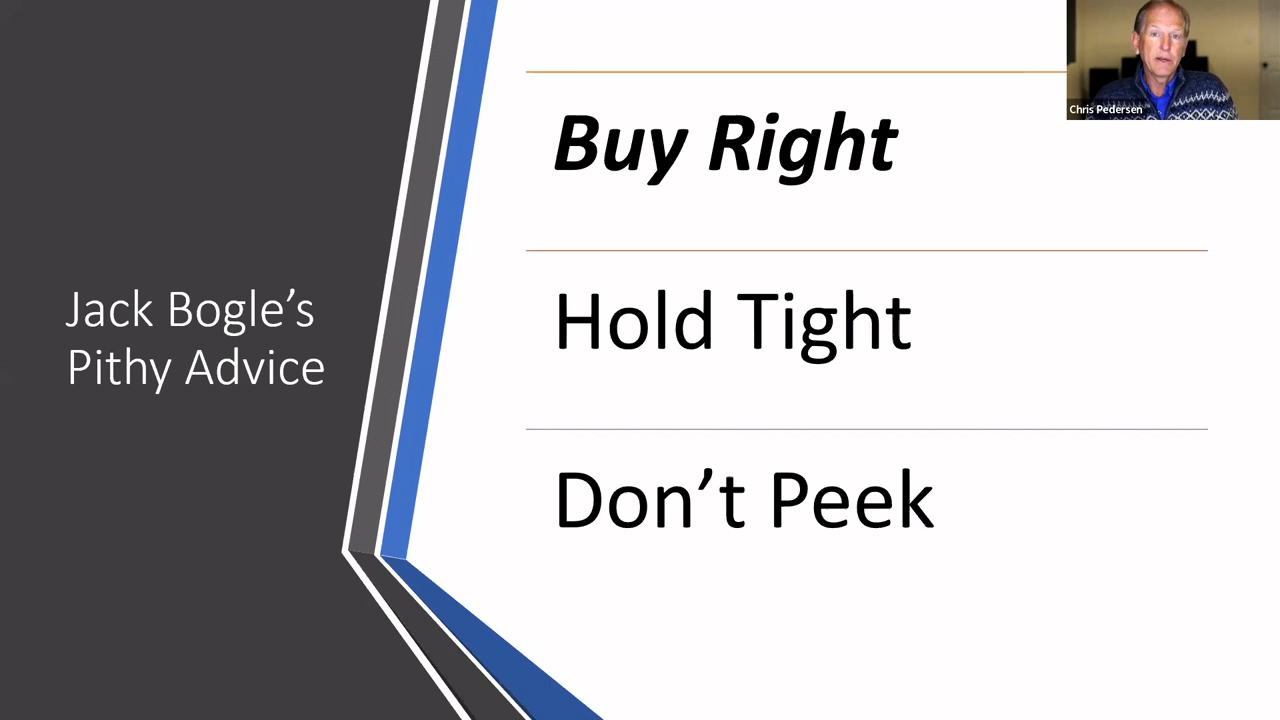 Jack Bogle’s
Pithy Advice
Buy Right
Hold Tight
Don’t Peek
Chris Pedersen